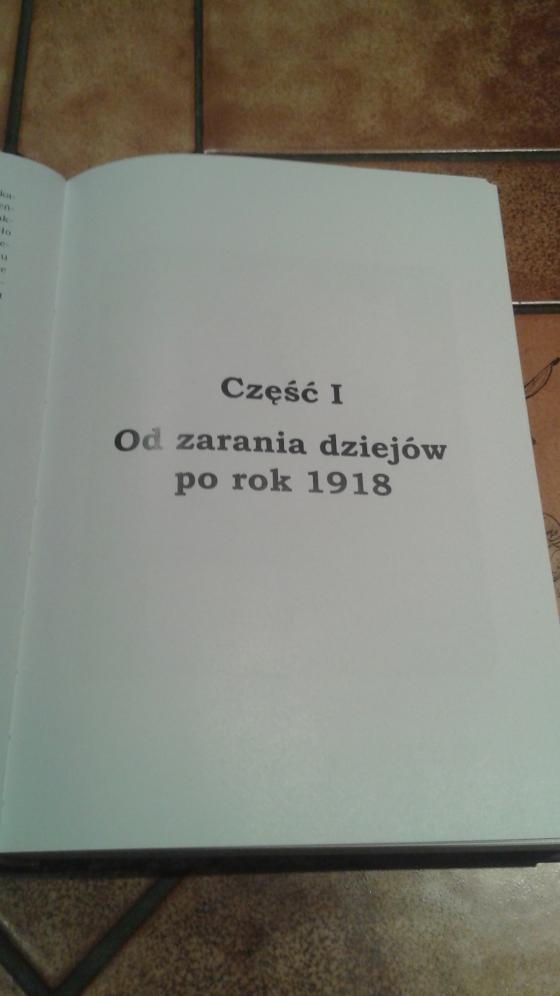 Część I
Od zarania dziejów
po rok 1918